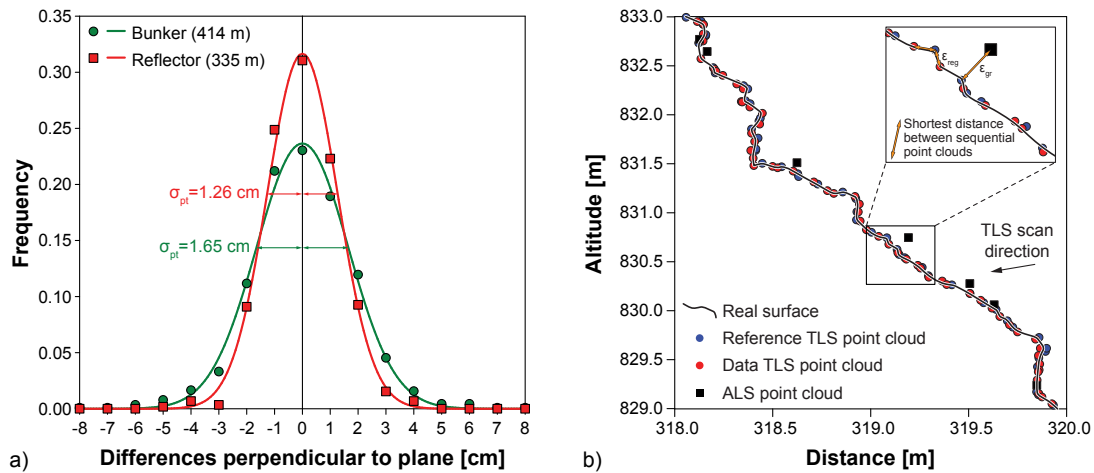 0.35
0.30
0.25
0.20
0.15
0.10
0.05
0.00
Frequency
Bunker (414 m)
Reflector (335 m)
σpt=1.26 cm
σpt=1.65 cm
-8 -7 -6 -5 -4 -3 -2 -1 0 1 2 3 4 5 6 7 8
Differences perpendicular to plane [cm]
a)
833.0
832.5
832.0
831.5
831.0
830.5
830.0
829.5
829.0
Altitude [m]
εreg
εgr
Shortest distance
between sequential
point clouds
TLS scan
direction
Real surface
Reference TLS point cloud
Data TLS point cloud
ALS point cloud
318.0 318.5 319.0 319.5 320.0
Distance [m]
b)